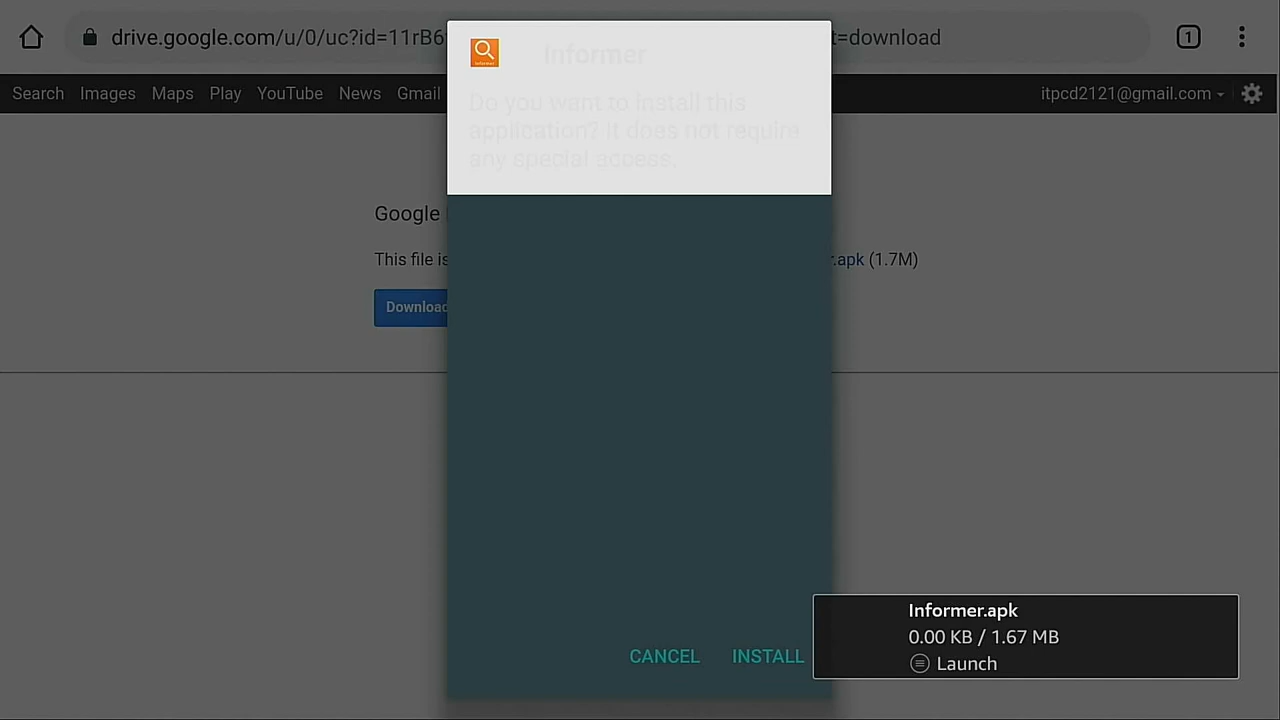 drive.google.com/u/0/uc?id=11rB6
t=download
1
Search Images Maps Play YouTube News Gmail
itpcd2121@gmail.com
Informer
Do you want to install this
application? It does not require
any special access.
Google
This file is
.apk (1.7M)
Download
CANCEL INSTALL
Informer.apk
0.00 KB / 1.67 MB
Launch